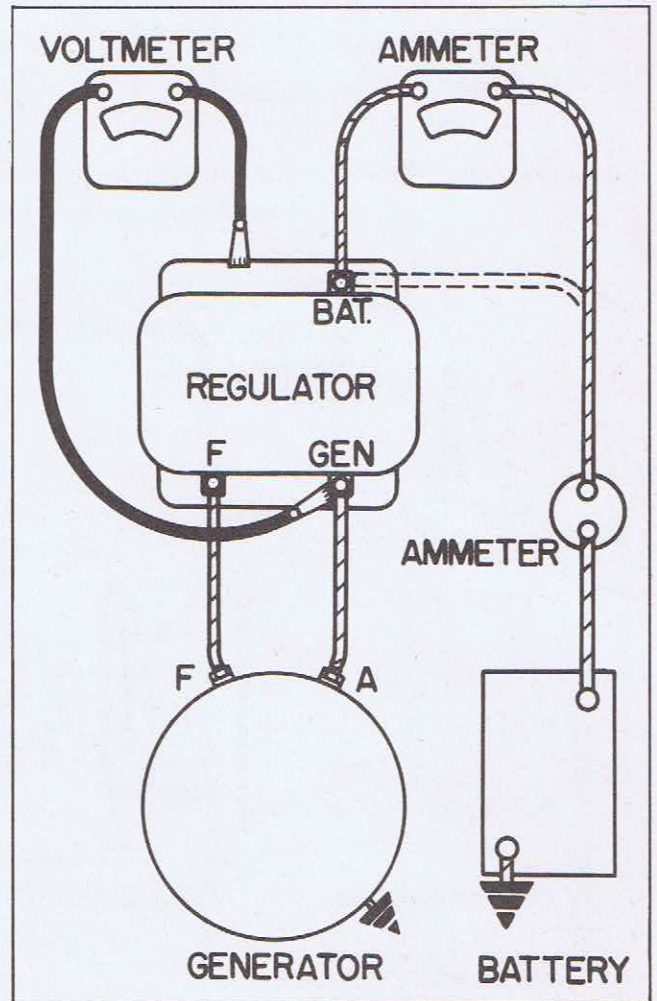 VOLTMETER
AMMETER
BAT.
REGULATOR
F
GEN
AMMETER
F
A
GENERATOR
BATTERY